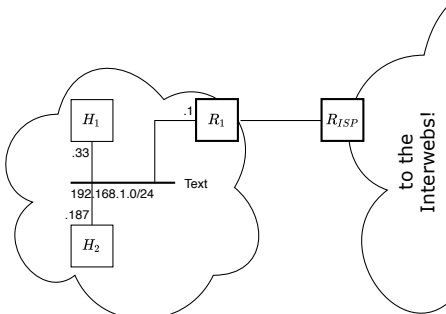 .1
R1
RISP
H1
.33
Text
192.168.1.0/24
.187
H2
to the
Interwebs!